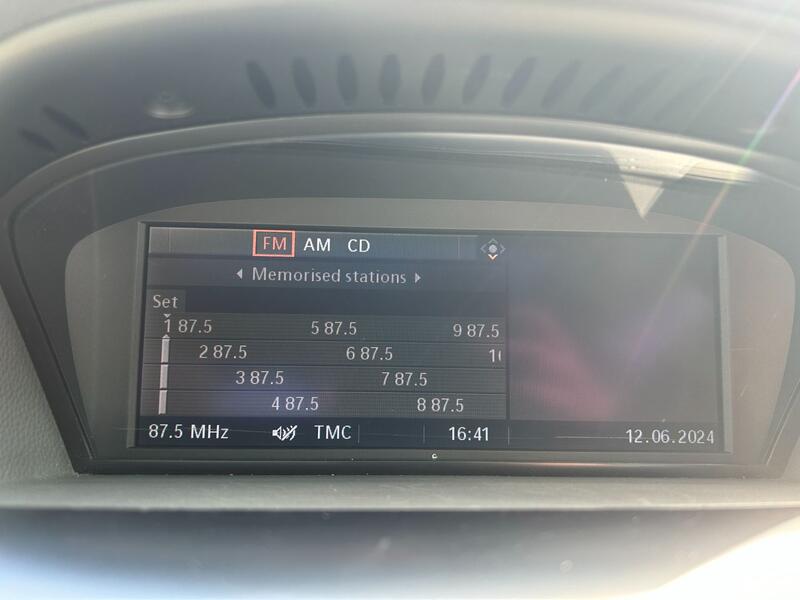 FM AM CD
Memorised stations
Set
1 87.5 5 87.5 9 87.5
2 87.5 6 87.5
3 87.5 7 87.5
4 87.5 8 87.5
87.5 MHz TMC 16:41 12.06.2024